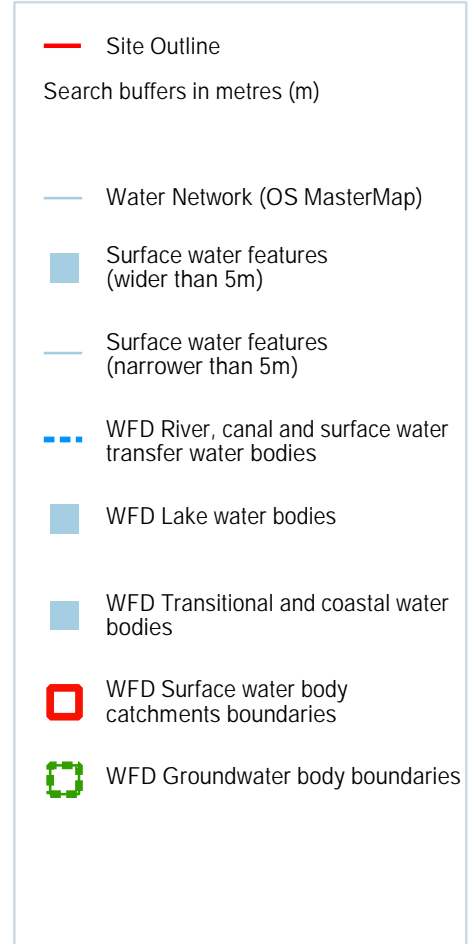 Site Outline
Search buffers in metres (m)
Water Network (OS MasterMap)
Surface water features
(wider than 5m)
Surface water features
(narrower than 5m)
WFD River, canal and surface water
transfer water bodies
WFD Lake water bodies
WFD Transitional and coastal water
bodies
WFD Surface water body
catchments boundaries
WFD Groundwater body boundaries